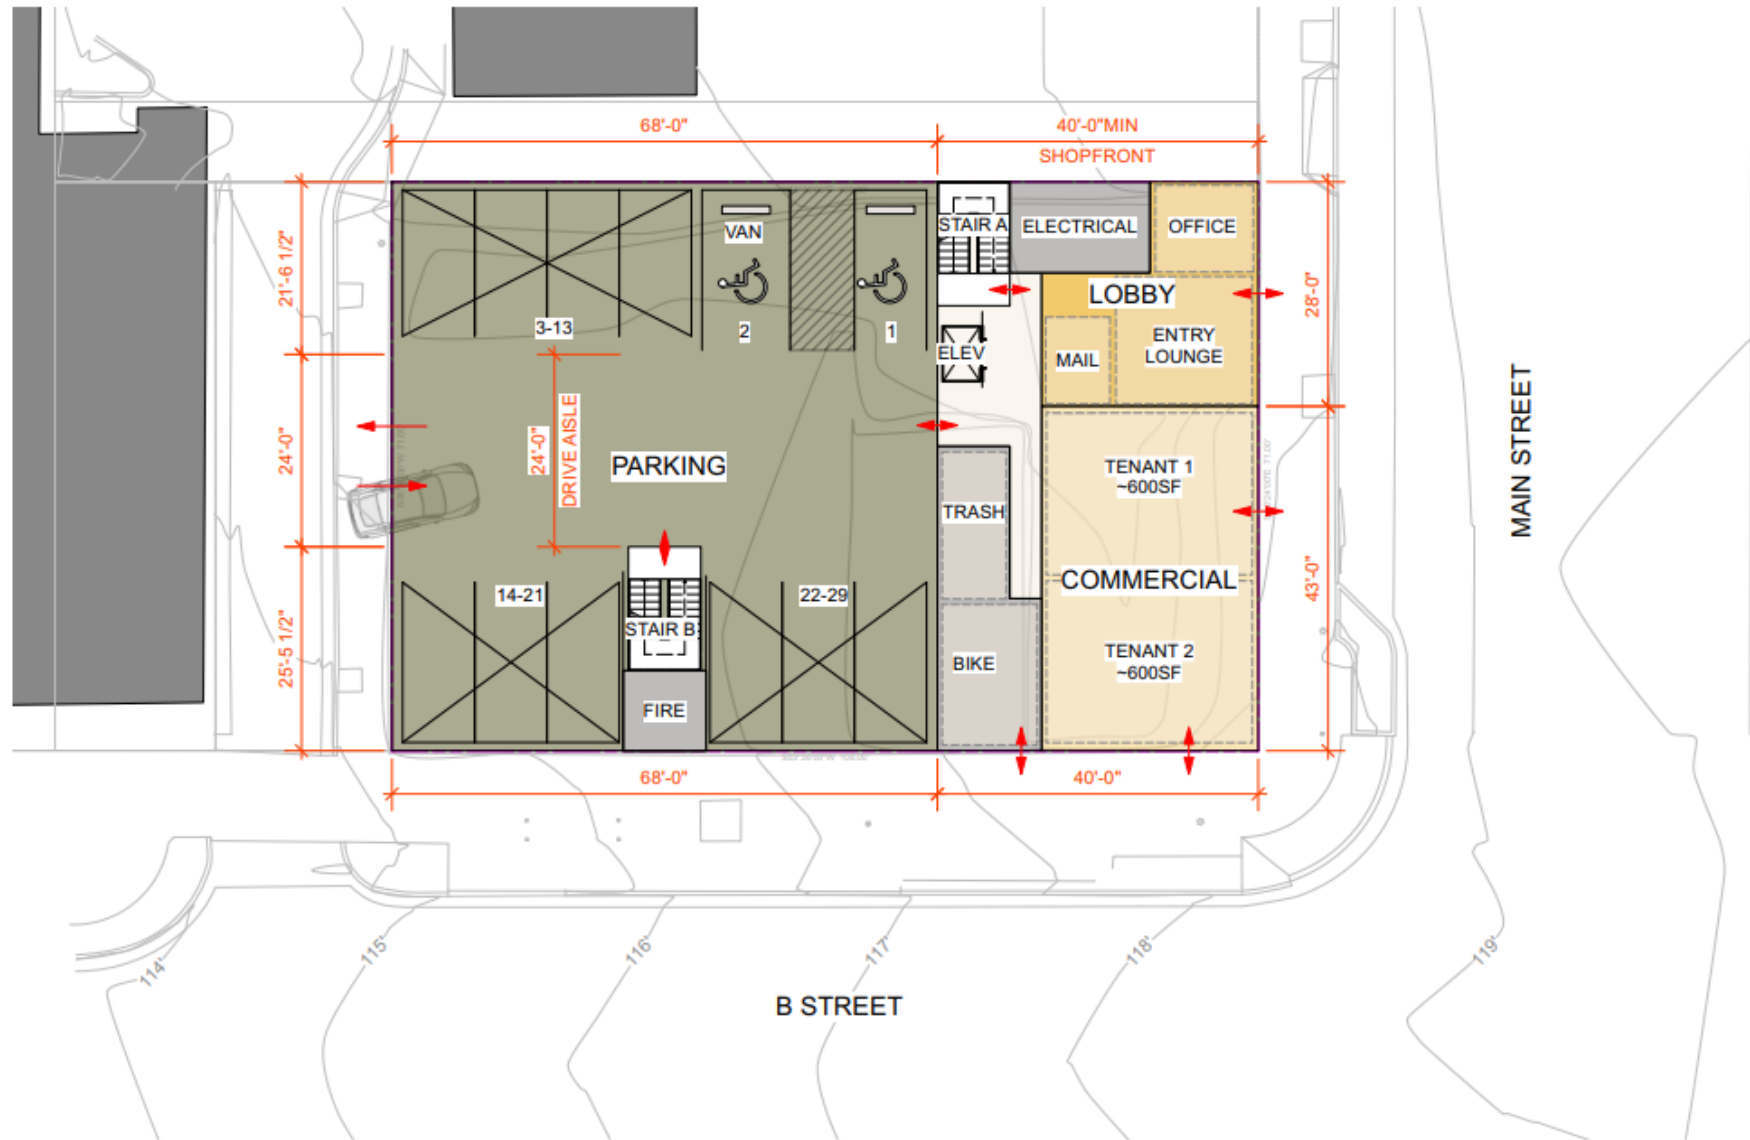 68'-0"
40'-0"MIN
SHOPFRONT
STAIR A
ELECTRICAL
OFFICE
VAN
21'-6 1/2"
28'-0"
LOBBY
3-13
2
1
ENTRY
LOUNGE
ELEV
MAIL
24'-0"
24'-0"
DRIVE AISLE
PARKING
TENANT 1
~600SF
MAIN STREET
TRASH
COMMERCIAL
43'-0"
14-21
22-29
STAIR B
25'-5 1/2"
BIKE
TENANT 2
~600SF
FIRE
68'-0"
40'-0"
114'
115'
116'
117'
118'
119'
B STREET